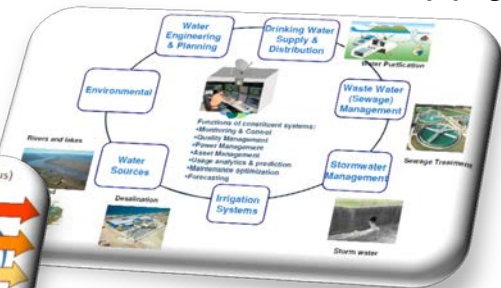 Water
Engineering
& Planning
Drinking Water
Supply &
Distribution
Water Purification
Environmental
Waste Water
(Sewage)
Management
Functions of constituent systems:
•Monitoring & Control
•Quality Management
•Power Management
•Asset Management
•Usage analytics & prediction
•Maintenance optimization
•Forecasting
Rivers and lakes
Sewage Treatment
Water
Sources
Stormwater
Management
Desalination
Irrigation
Systems
Storm water